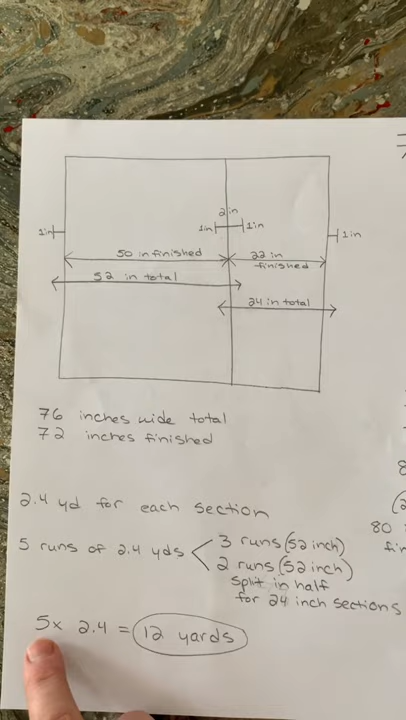 2 in
1in
1in
1in
1in
50 in finished
22 in
finished
52 in total
24 in total
76 inches wide total
72 inches finished
2.4 yd for each section
80
5 runs of 2.4 yds < 3 runs (52 inch)
2 runs (52 inch)
split in half
for 24 inch sections
5x 2.4 = 12 yards